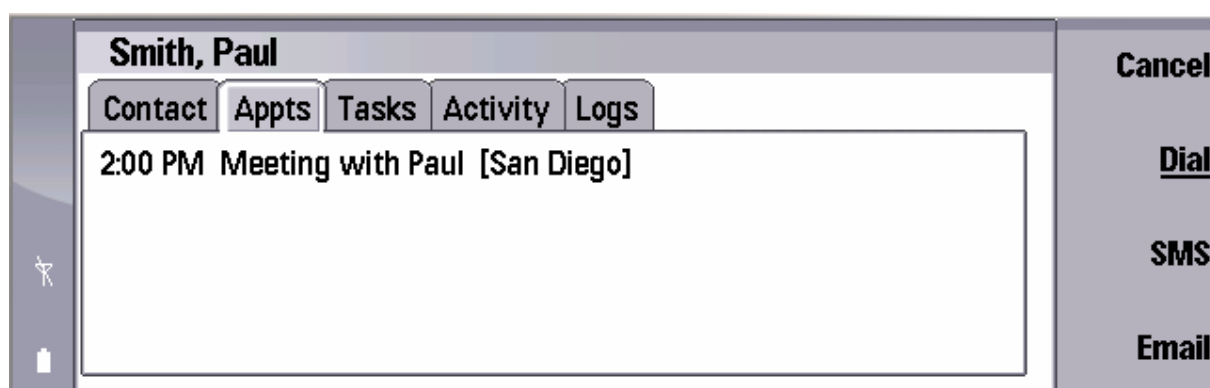 Smith, Paul
Contact Appts Tasks Activity Logs
2:00 PM Meeting with Paul [San Diego]
Cancel
Dial
SMS
Email